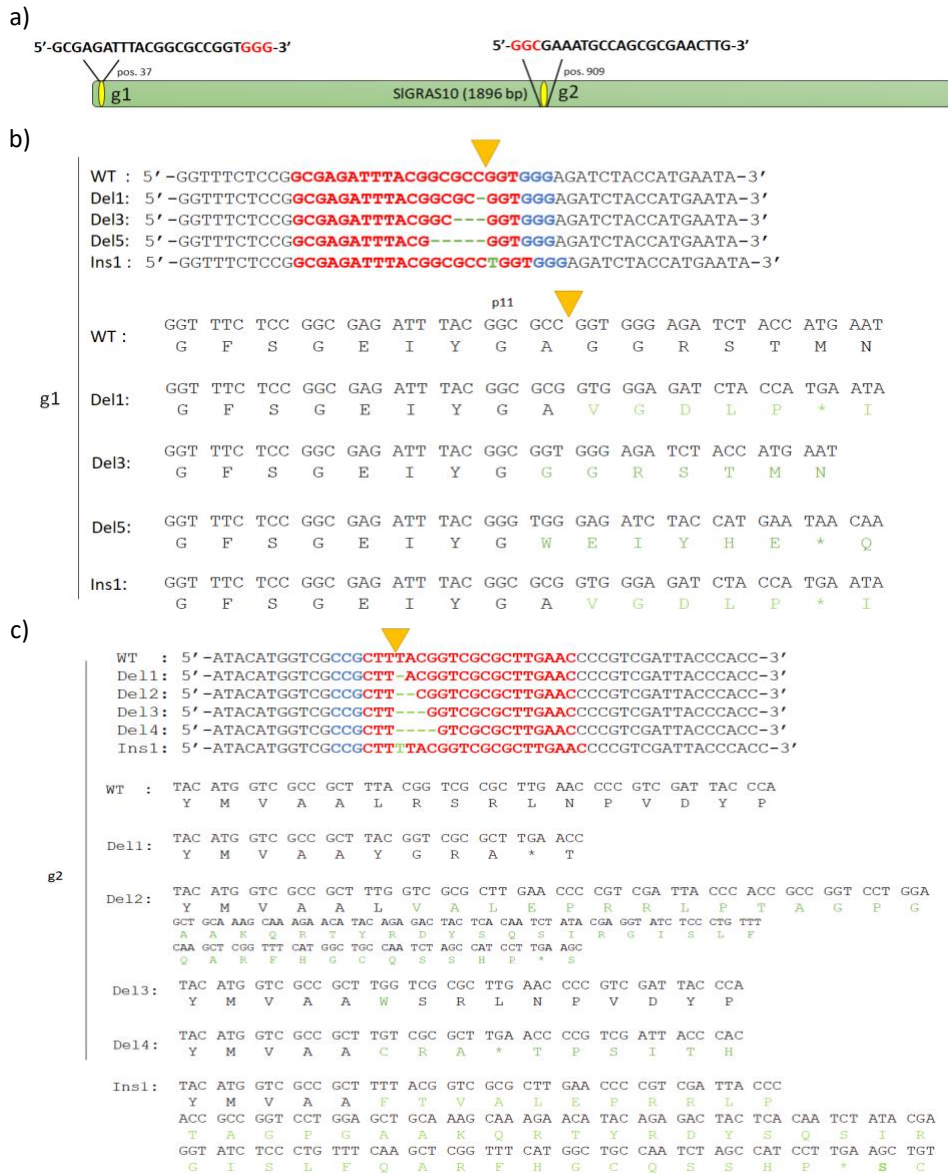 a)
5'-GCGAGATTTACGGCGCCGGTGGG-3'
5'-GGCGAAATGCCAGCGCGAACTTG-3'
pos. 37
pos. 909
g1
SlGRAS10 (1896 bp)
g2
b)
WT : 5'-GGTTTCTCCGGCGAGATTTACGGCGCCGGTGGGAGATCTACCATGAATA-3'
Del1: 5'-GGTTTCTCCGGCGAGATTTACGGCGC-GGTGGGAGATCTACCATGAATA-3'
Del3: 5'-GGTTTCTCCGGCGAGATTTACGGC---GGTGGGAGATCTACCATGAATA-3'
Del5: 5'-GGTTTCTCCGGCGAGATTTACG-----GGTGGGAGATCTACCATGAATA-3'
Ins1: 5'-GGTTTCTCCGGCGAGATTTACGGCGCCTGGTGGGAGATCTACCATGAATA-3'
p11
GGT TTC TCC GGC GAG ATT TAC GGC GCC GGT GGG AGA TCT ACC ATG AAT
WT : G F S G E I Y G A G G R S T M N
g1
GGT TTC TCC GGC GAG ATT TAC GGC GCG GTG GGA GAT CTA CCA TGA ATA
Del1: G F S G E I Y G A V G D L P * I
GGT TTC TCC GGC GAG ATT TAC GGC GGT GGG AGA TCT ACC ATG AAT
Del3: G F S G E I Y G G G R S T M N
GGT TTC TCC GGC GAG ATT TAC GGG TGG GAG ATC TAC CAT GAA TAA CAA
Del5: G F S G E I Y G W E I Y H E * Q
GGT TTC TCC GGC GAG ATT TAC GGC GCG GTG GGA GAT CTA CCA TGA ATA
Ins1: G F S G E I Y G A V G D L P * I
c)
WT : 5'-ATACATGGTCGCCGCTTTACGGTCGCGCTTGAACCCCGTCGATTACCCACC-3'
Del1: 5'-ATACATGGTCGCCGCTT-ACGGTCGCGCTTGAACCCCGTCGATTACCCACC-3'
Del2: 5'-ATACATGGTCGCCGCTT--CGGTCGCGCTTGAACCCCGTCGATTACCCACC-3'
Del3: 5'-ATACATGGTCGCCGCTT---GGTCGCGCTTGAACCCCGTCGATTACCCACC-3'
Del4: 5'-ATACATGGTCGCCGCTT----GTCGCGCTTGAACCCCGTCGATTACCCACC-3'
Ins1: 5'-ATACATGGTCGCCGCTTTTTACGGTCGCGCTTGAACCCCGTCGATTACCCACC-3'
g2
TAC ATG GTC GCC GCT TTA CGG TCG CGC TTG AAC CCC GTC GAT TAC CCA
WT : Y M V A A L R S R L N P V D Y P
TAC ATG GTC GCC GCT TAC GGT CGC GCT TGA ACC
Del1: Y M V A A Y G R A * T
TAC ATG GTC GCC GCT TTG GTC GCG CTT GAA CCC CGT CGA TTA CCC ACC GCC GGT CCT GGA
Del2: Y M V A A L V A L E P R R L P T A G P G
GCT GCA AAG CAA AGA ACA TAC AGA GAC TAC TCA CAA TCT ATA CGA GGT ATC TCC CTG TTT
A A K Q R T Y R D Y S Q S I R G I S L F
CAA GCT CGG TTT CAT GGC TGC CAA TCT AGC CAT CCT TGA AGC
Q A R F H G C Q S S H P * S
TAC ATG GTC GCC GCT TGG TCG CGC TTG AAC CCC GTC GAT TAC CCA
Del3: Y M V A A W S R L N P V D Y P
TAC ATG GTC GCC GCT TGT CGC GCT TGA ACC CCG TCG ATT ACC CAC
Del4: Y M V A A C R A * T P S I T H
TAC ATG GTC GCC GCT TTT ACG GTC GCG CTT GAA CCC CGT CGA TTA CCC
Ins1: Y M V A A F T V A L E P R R L P
ACC GCC GGT CCT GGA GCT GCA AAG CAA AGA ACA TAC AGA GAC TAC TCA CAA TCT ATA CGA
T A G P G A A K Q R T Y R D Y S Q S I R
GGT ATC TCC CTG TTT CAA GCT CGG TTT CAT GGC TGC CAA TCT AGC CAT CCT TGA AGC TGT
G I S L F Q A R F H G C Q S S H P * S C